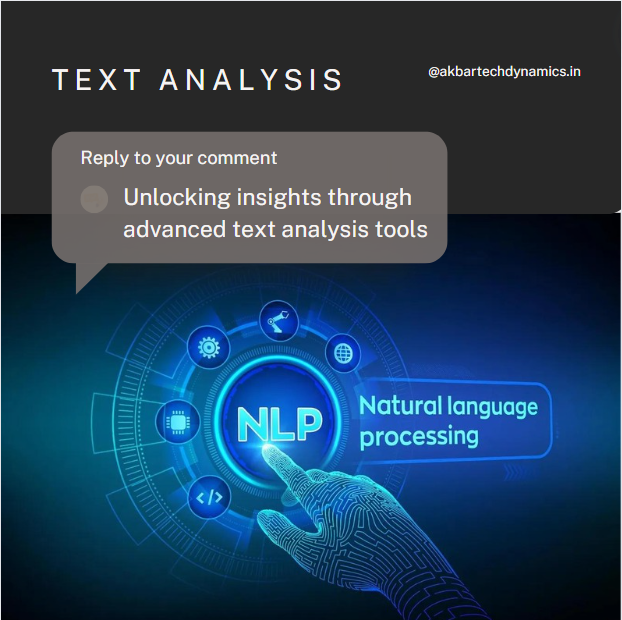 TEXT ANALYSIS
@akbartechdynamics.in
Reply to your comment
Unlocking insights through
advanced text analysis tools
NLP
Natural language
processing
</>